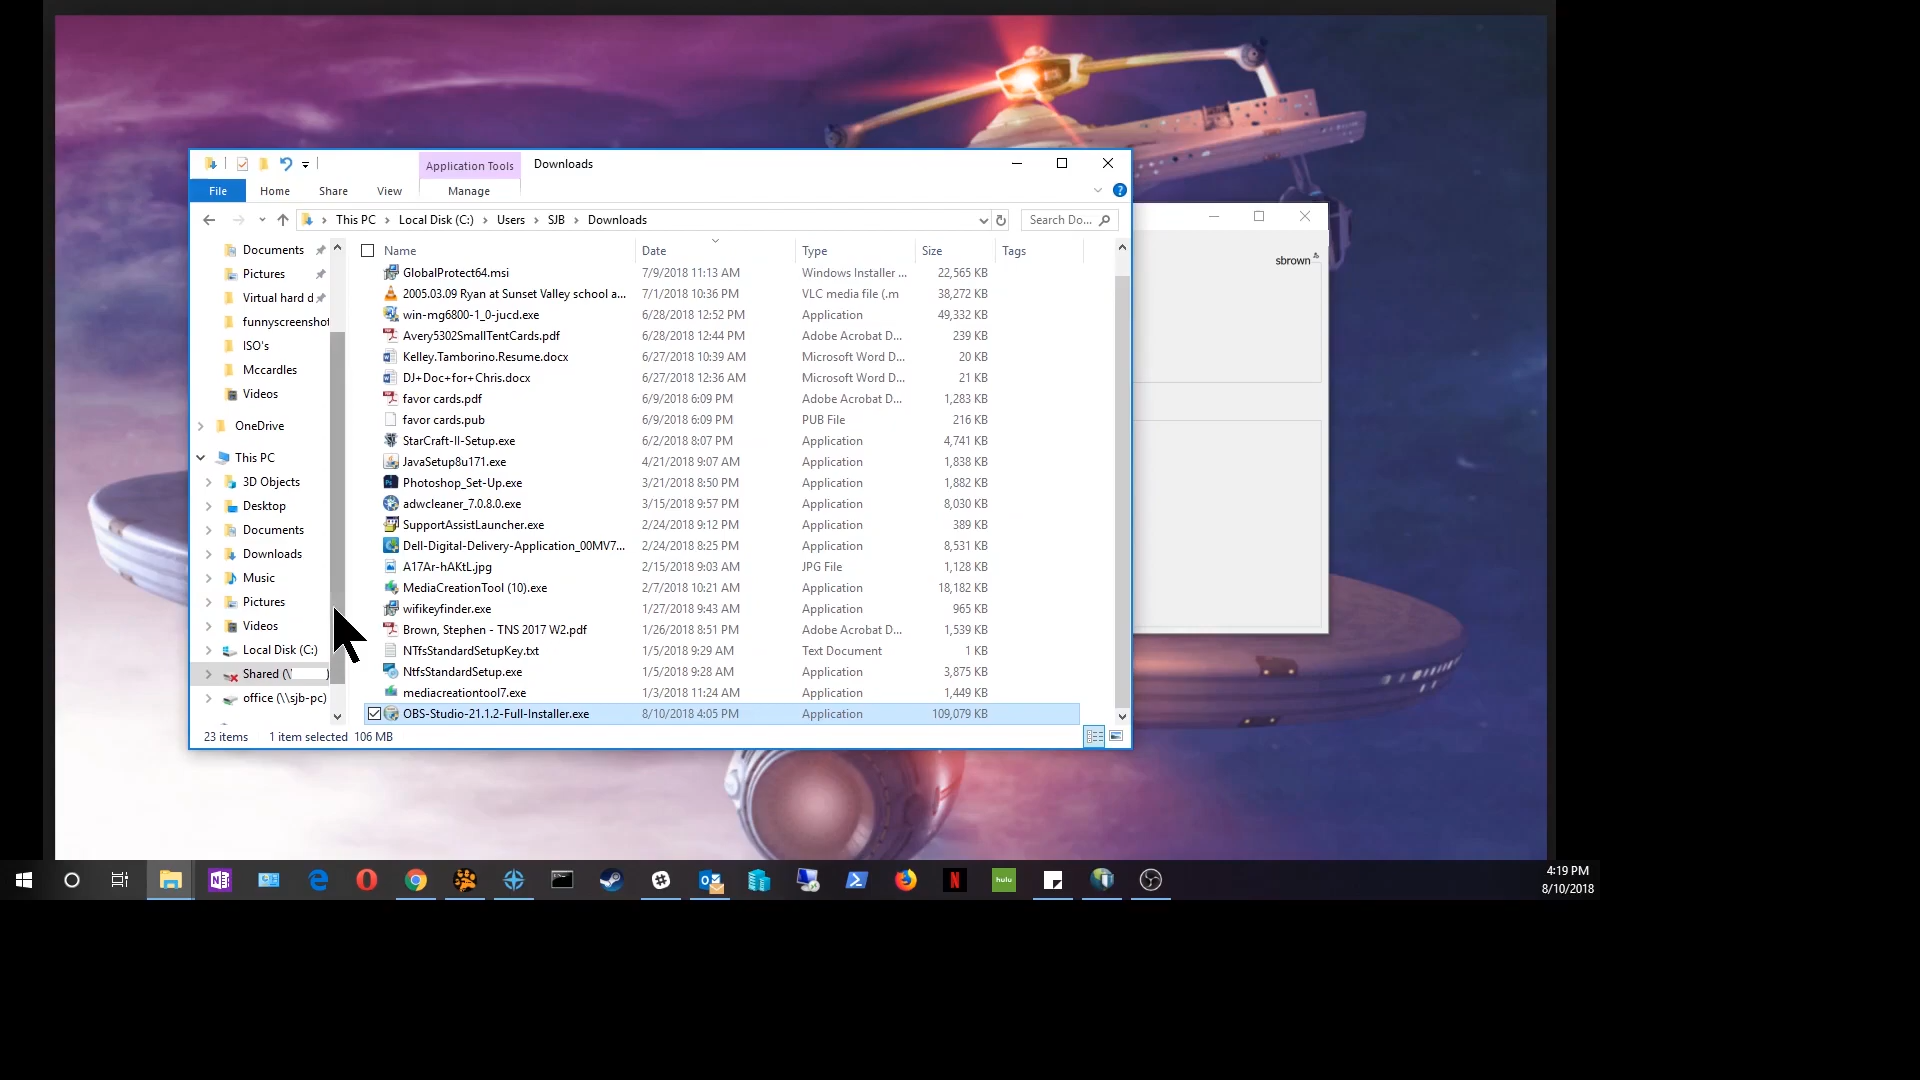 Application Tools
Downloads
File
Home
Share
View
Manage
This PC
Local Disk (C:)
Users
SJB
Downloads
Search Do...
Documents
Pictures
Virtual hard d
funnyscreenshot
ISO's
Mccardles
Videos
OneDrive
This PC
3D Objects
Desktop
Documents
Downloads
Music
Pictures
Videos
Local Disk (C:)
Shared (\\ )
office (\\sjb-pc)
Name Date Type Size Tags
GlobalProtect64.msi 7/9/2018 11:13 AM Windows Installer ... 22,565 KB
2005.03.09 Ryan at Sunset Valley school a... 7/1/2018 10:36 PM VLC media file (.m 38,272 KB
win-mg6800-1_0-jucd.exe 6/28/2018 12:52 PM Application 49,332 KB
Avery5302SmallTentCards.pdf 6/28/2018 12:44 PM Adobe Acrobat D... 239 KB
Kelley.Tamborino.Resume.docx 6/27/2018 10:39 AM Microsoft Word D... 20 KB
DJ+Doc+for+Chris.docx 6/27/2018 12:36 AM Microsoft Word D... 21 KB
favor cards.pdf 6/9/2018 6:09 PM Adobe Acrobat D... 1,283 KB
favor cards.pub 6/9/2018 6:09 PM PUB File 216 KB
StarCraft-II-Setup.exe 6/2/2018 8:07 PM Application 4,741 KB
JavaSetup8u171.exe 4/21/2018 9:07 AM Application 1,838 KB
Photoshop_Set-Up.exe 3/21/2018 8:50 PM Application 1,882 KB
adwcleaner_7.0.8.0.exe 3/15/2018 9:57 PM Application 8,030 KB
SupportAssistLauncher.exe 2/24/2018 9:12 PM Application 389 KB
Dell-Digital-Delivery-Application_00MV7... 2/24/2018 8:25 PM Application 8,531 KB
A17Ar-hAKtL.jpg 2/15/2018 9:03 AM JPG File 1,128 KB
MediaCreationTool (10).exe 2/7/2018 10:21 AM Application 18,182 KB
wifikeyfinder.exe 1/27/2018 9:43 AM Application 965 KB
Brown, Stephen - TNS 2017 W2.pdf 1/26/2018 8:51 PM Adobe Acrobat D... 1,539 KB
NTfsStandardSetupKey.txt 1/5/2018 9:29 AM Text Document 1 KB
NtfsStandardSetup.exe 1/5/2018 9:28 AM Application 3,875 KB
mediacreationtool7.exe 1/3/2018 11:24 AM Application 1,449 KB
OBS-Studio-21.1.2-Full-Installer.exe 8/10/2018 4:05 PM Application 109,079 KB
23 items 1 item selected 106 MB
sbrown
hulu
4:19 PM
8/10/2018